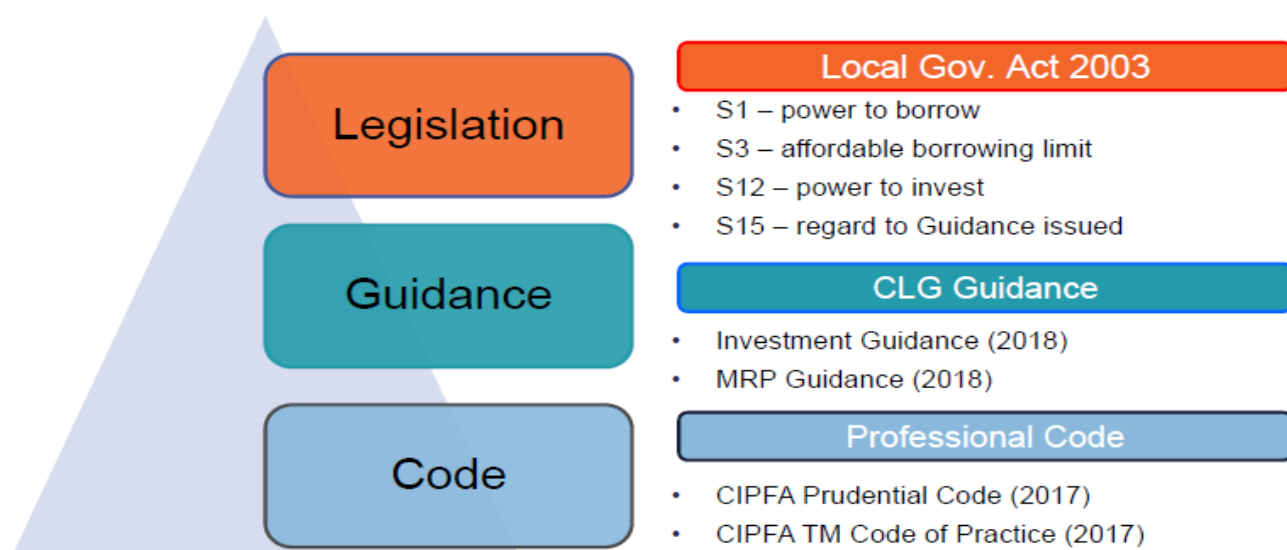 Legislation
Local Gov. Act 2003
• S1 – power to borrow
• S3 – affordable borrowing limit
• S12 – power to invest
• S15 – regard to Guidance issued
Guidance
CLG Guidance
• Investment Guidance (2018)
• MRP Guidance (2018)
Code
Professional Code
• CIPFA Prudential Code (2017)
• CIPFA TM Code of Practice (2017)